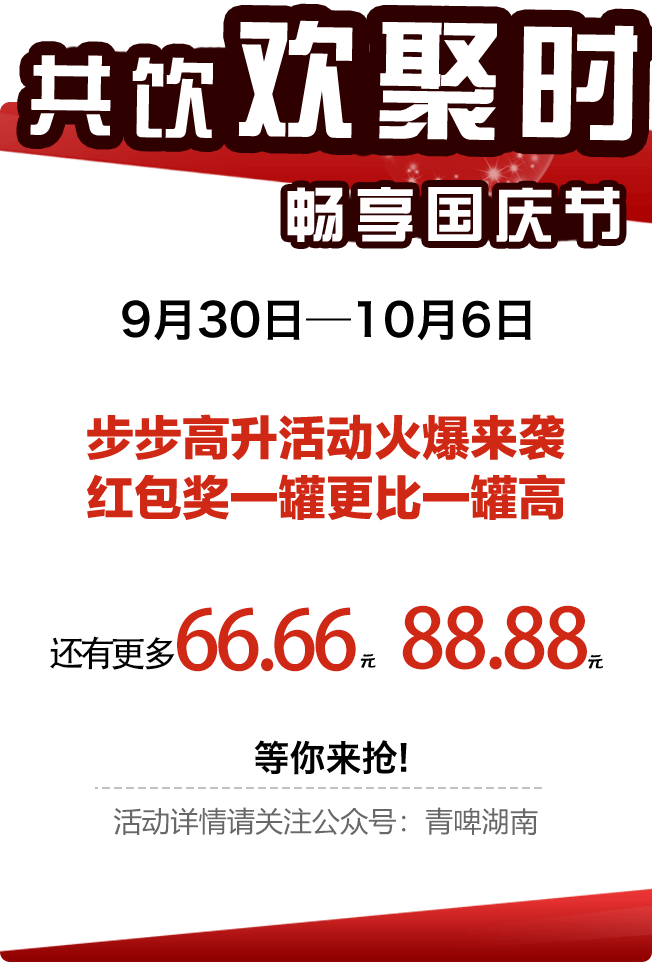 共饮欢聚时
畅享国庆节
9月30日—10月6日
步步高升活动火爆来袭
红包奖一罐更比一罐高
还有更多66.66元 88.88元
等你来抢!
活动详情请关注公众号：青啤湖南